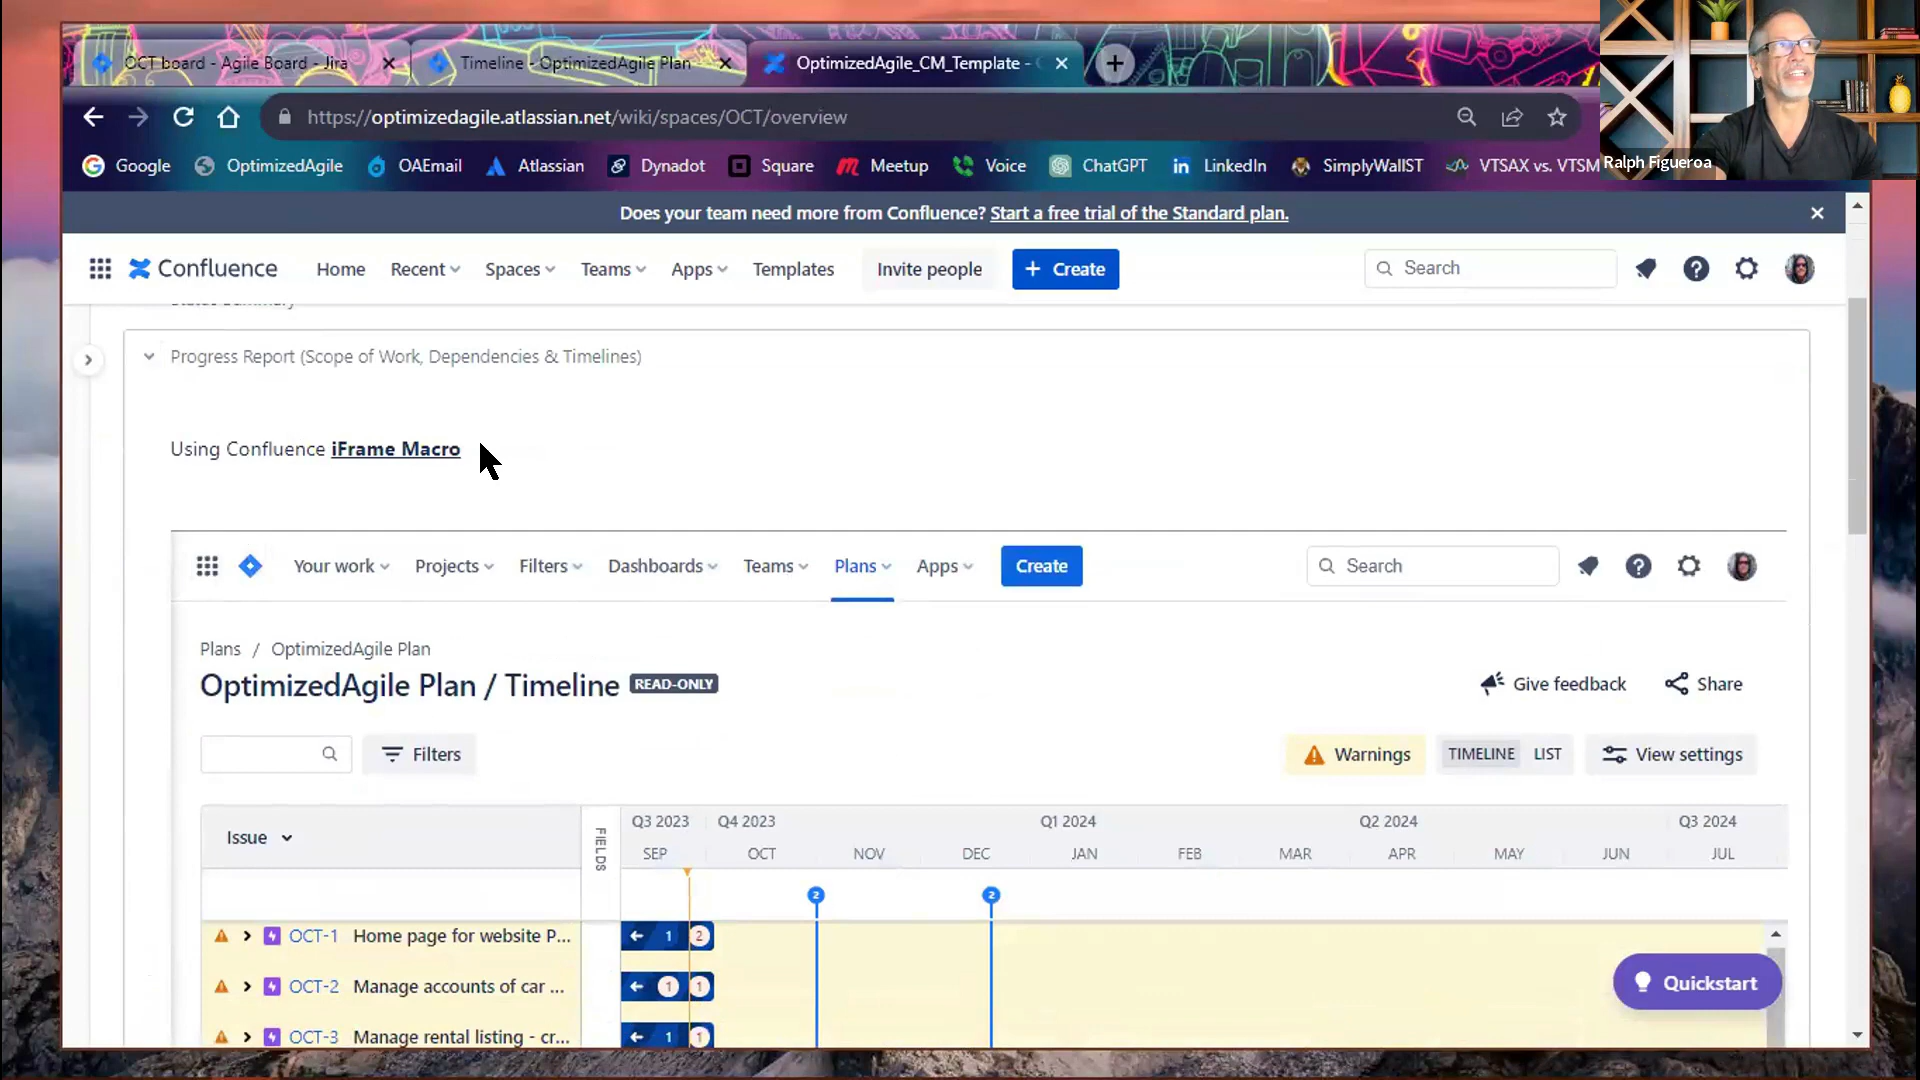 OCT board - Agile Board - Jira
Timeline - OptimizedAgile Plan
OptimizedAgile_CM_Template -
https://optimizedagile.atlassian.net/wiki/spaces/OCT/overview
Google OptimizedAgile OAEmail Atlassian Dynadot Square Meetup Voice ChatGPT LinkedIn SimplyWallST VTSAX vs. VTSM
Ralph Figueroa
Does your team need more from Confluence? Start a free trial of the Standard plan.
Confluence Home Recent Spaces Teams Apps Templates Invite people + Create Search
Status Summary
Progress Report (Scope of Work, Dependencies & Timelines)
Using Confluence iFrame Macro
Your work Projects Filters Dashboards Teams Plans Apps Create Search
Plans / OptimizedAgile Plan
OptimizedAgile Plan / Timeline READ-ONLY Give feedback Share
Filters Warnings TIMELINE LIST View settings
Issue
FIELDS
Q3 2023 Q4 2023 Q1 2024 Q2 2024 Q3 2024
SEP OCT NOV DEC JAN FEB MAR APR MAY JUN JUL
2 2
OCT-1 Home page for website P... 1 2
OCT-2 Manage accounts of car ... 1 1
OCT-3 Manage rental listing - cr... 1 1
Quickstart